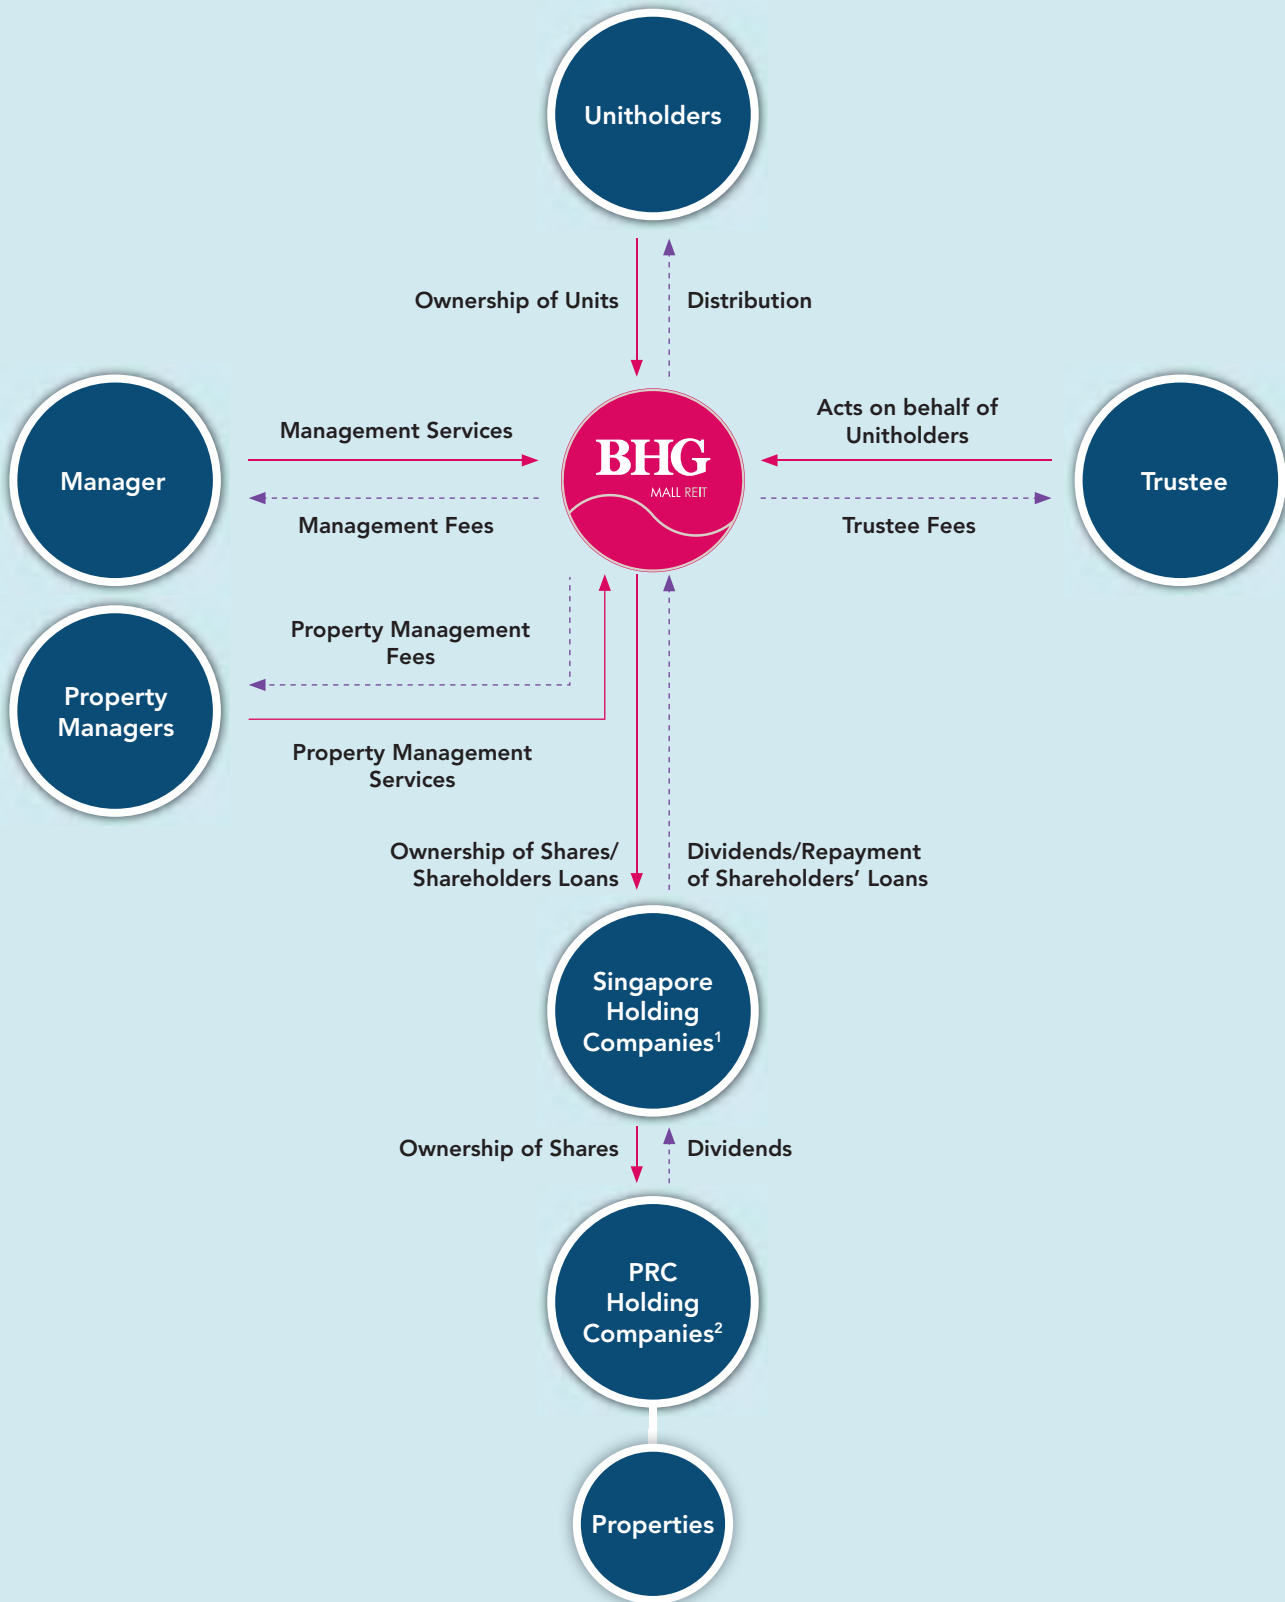 Unitholders
Ownership of Units
Distribution
Manager
Management Services
Management Fees
BHG
MALL REIT
Acts on behalf of
Unitholders
Trustee Fees
Trustee
Property
Managers
Property Management
Fees
Property Management
Services
Ownership of Shares/
Shareholders Loans
Dividends/Repayment
of Shareholders’ Loans
Singapore
Holding
Companies¹
Ownership of Shares
Dividends
PRC
Holding
Companies²
Properties